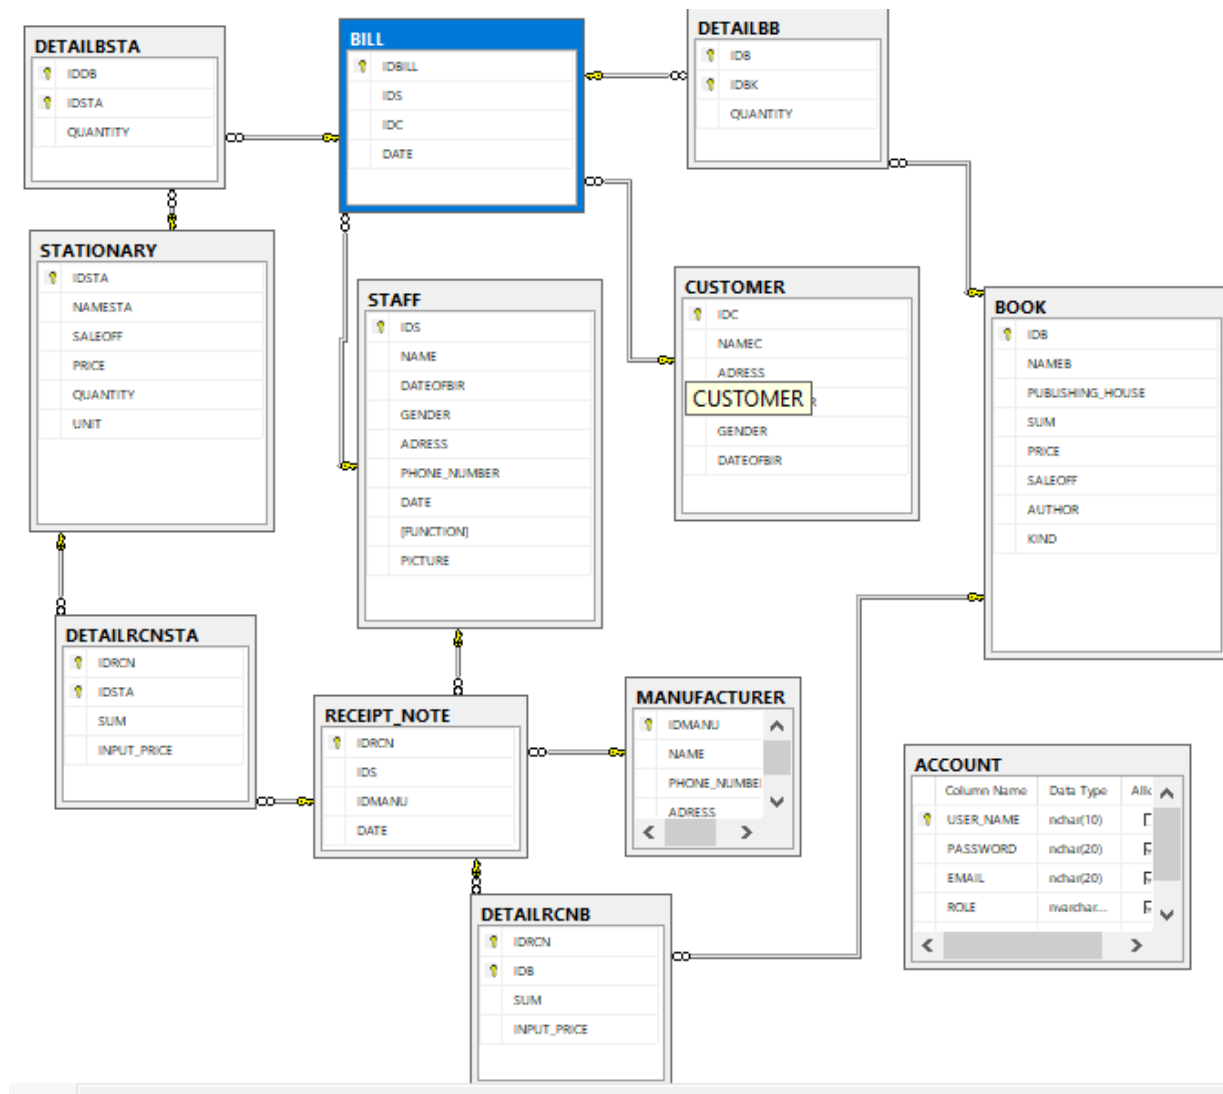 DETAILBSTA
IDDB
IDSTA
QUANTITY
BILL
IDBILL
IDS
IDC
DATE
DETAILBB
IDB
IDBK
QUANTITY
STATIONARY
IDSTA
NAMESTA
SALEOFF
PRICE
QUANTITY
UNIT
STAFF
IDS
NAME
DATEOFBIR
GENDER
ADRESS
PHONE_NUMBER
DATE
[FUNCTION]
PICTURE
CUSTOMER
IDC
NAMEC
ADRESS
CUSTOMER
GENDER
DATEOFBIR
BOOK
IDB
NAMEB
PUBLISHING_HOUSE
SUM
PRICE
SALEOFF
AUTHOR
KIND
DETAILRCNSTA
IDRCN
IDSTA
SUM
INPUT_PRICE
RECEIPT_NOTE
IDRCN
IDS
IDMANU
DATE
MANUFACTURER
IDMANU
NAME
PHONE_NUMBE
ADRESS
ACCOUNT
Column Name Data Type Allo
USER_NAME nchar(10)
PASSWORD nchar(20)
EMAIL nchar(20)
ROLE nvarchar...
DETAILRCNB
IDRCN
IDB
SUM
INPUT_PRICE